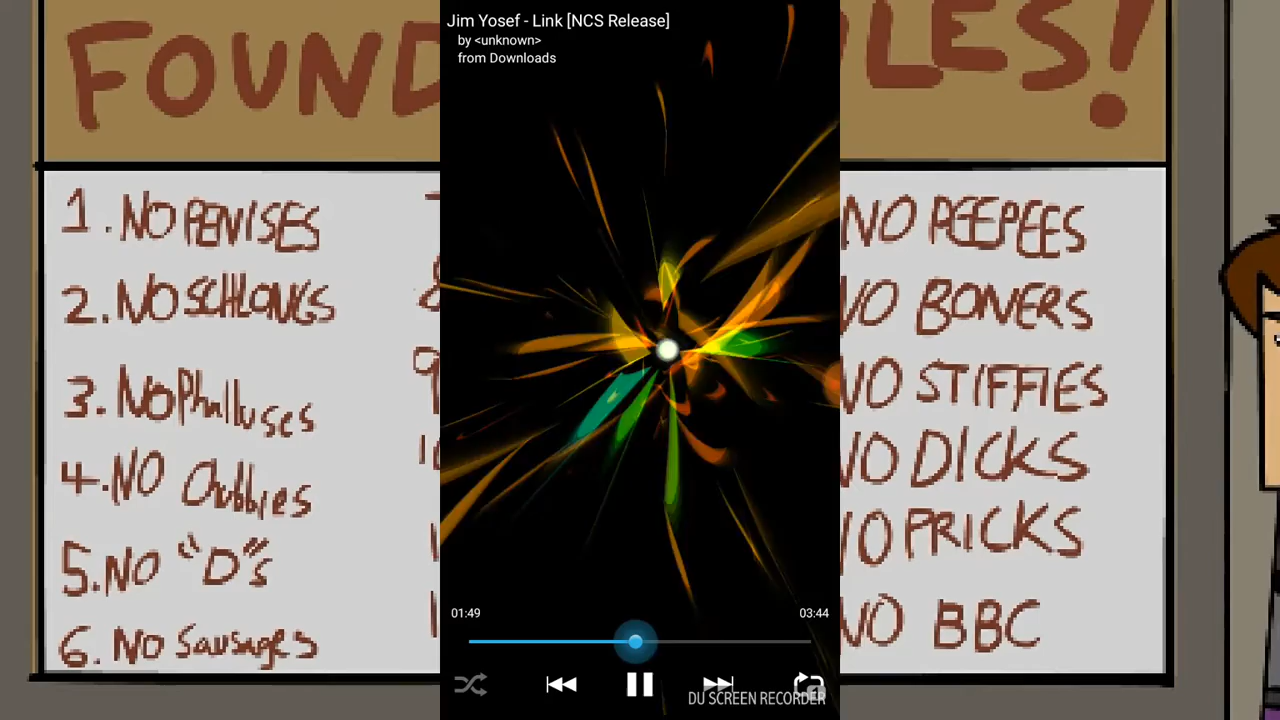 Jim Yosef - Link [NCS Release]
by <unknown>
from Downloads
FOUND
LES!
1. NO PENISES
2. NO SCHLONGS
3. NO Phalluses
4. NO Chubbies
5. NO "D"s
6. NO Sausages
NO PEEPEES
NO BONERS
NO STIFFIES
NO DICKS
NO PRICKS
NO BBC
01:49
03:44
DU SCREEN RECORDER